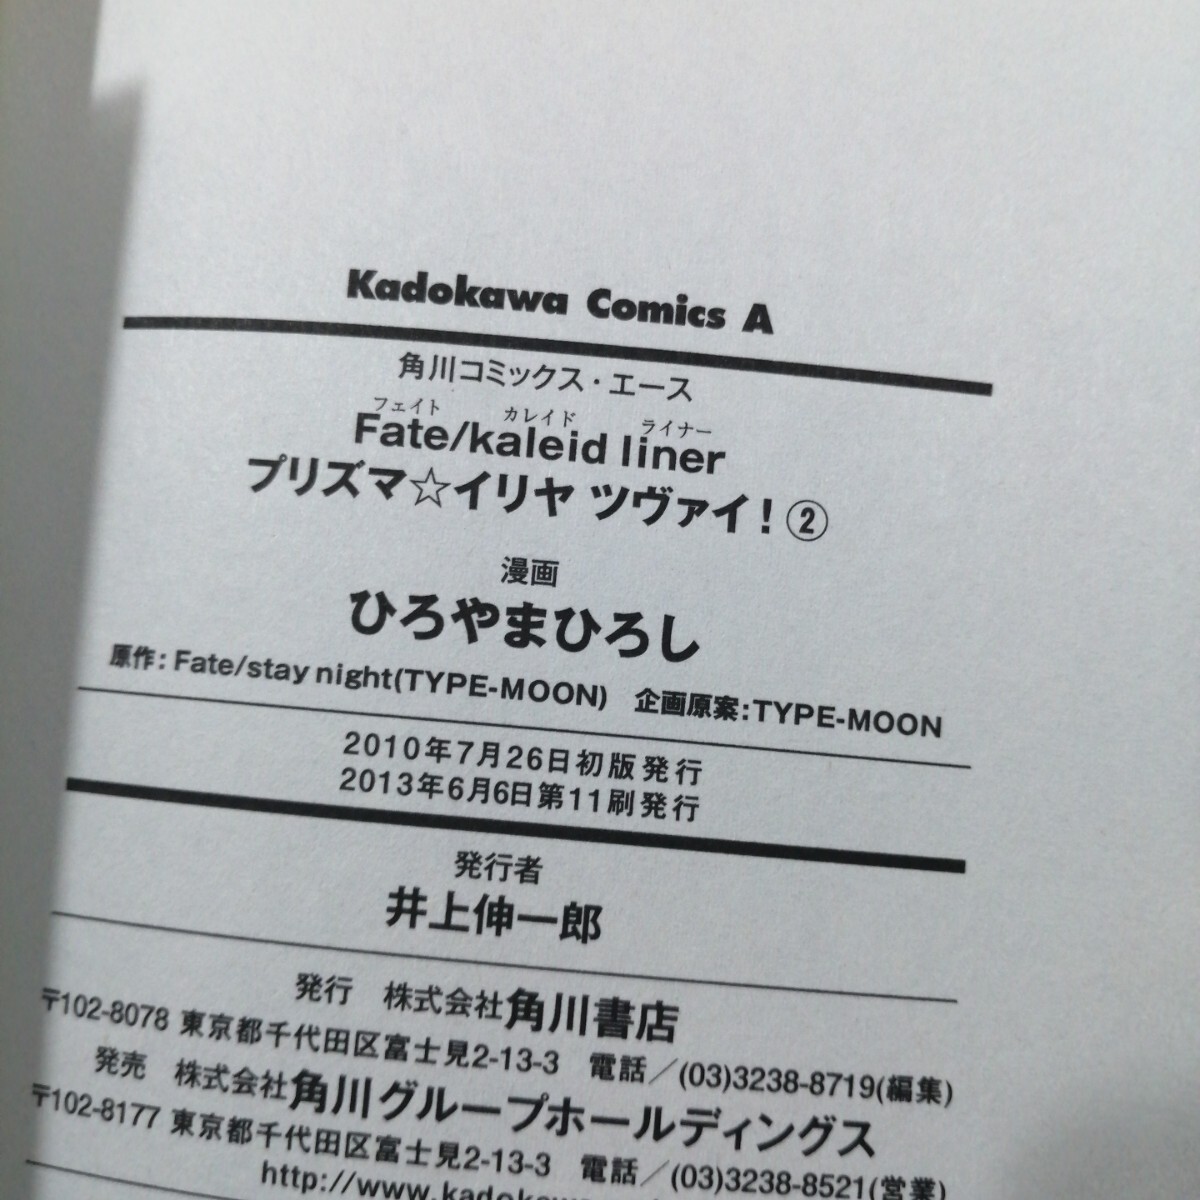 Kadokawa Comics A
角川コミックス・エース
フェイト カレイド ライナー
Fate/kaleid liner
プリズマ☆イリヤ ツヴァイ!②
漫画
ひろやまひろし
原作:Fate/stay night(TYPE-MOON) 企画原案:TYPE-MOON
2010年7月26日初版発行
2013年6月6日第11刷発行
発行者
井上伸一郎
発行 株式会社角川書店
〒102-8078 東京都千代田区富士見2-13-3 電話/(03)3238-8719(編集)
発売 株式会社角川グループホールディングス
〒102-8177 東京都千代田区富士見2-13-3 電話/(03)3238-8521(営業)
http://www.kadokawa